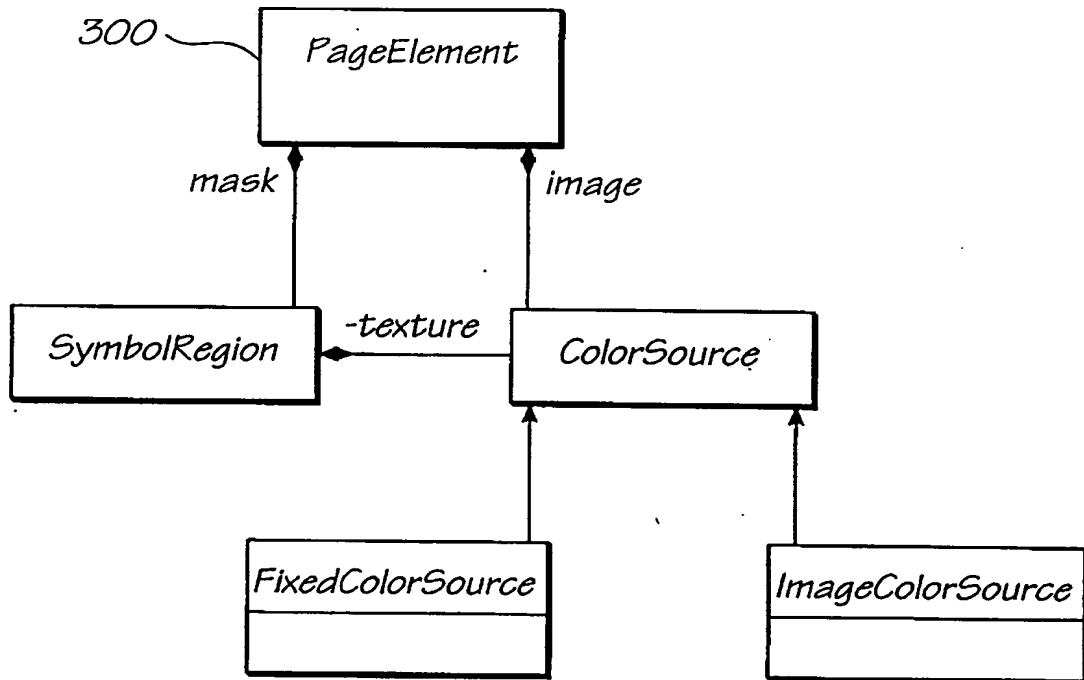 300
PageElement
mask
image
SymbolRegion
-texture
ColorSource
FixedColorSource
ImageColorSource